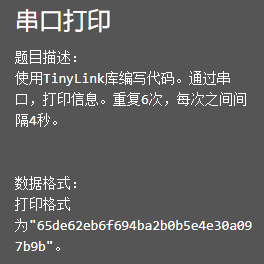 串口打印
题目描述：
使用TinyLink库编写代码。通过串
口，打印信息。重复6次，每次之间间
隔4秒。
数据格式：
打印格式
为"65de62eb6f694ba2b0b5e4e30a09
7b9b"。